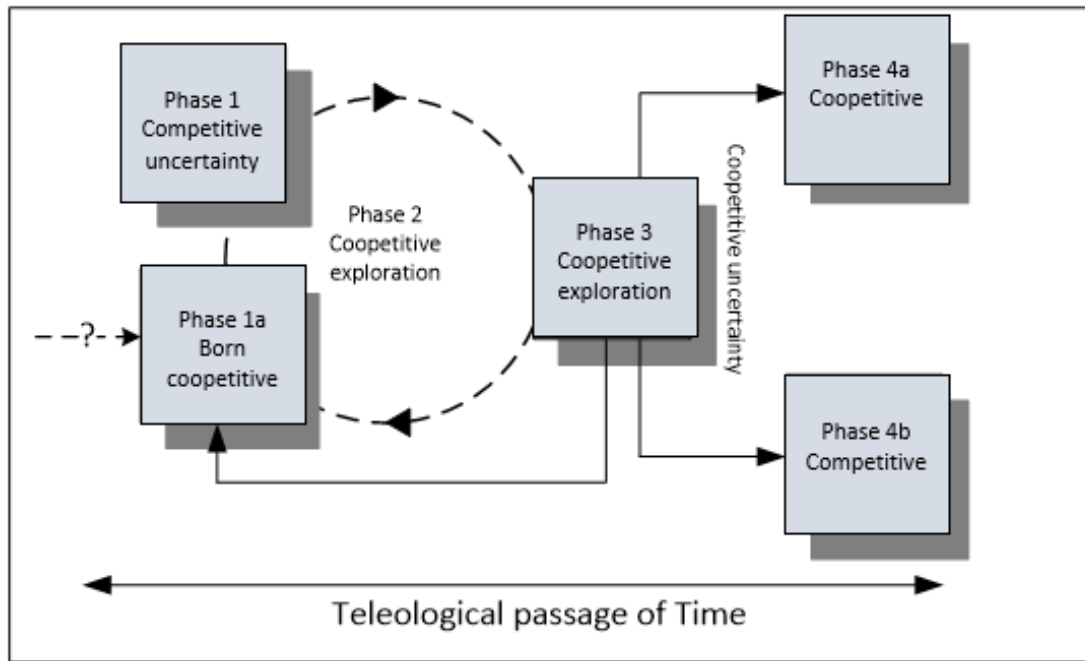 Phase 1
Competitive
uncertainty
Phase 2
Coopetitive
exploration
Phase 1a
Born
coopetitive
?
Phase 3
Coopetitive
exploration
Coopetitive uncertainty
Phase 4a
Coopetitive
Phase 4b
Competitive
Teleological passage of Time